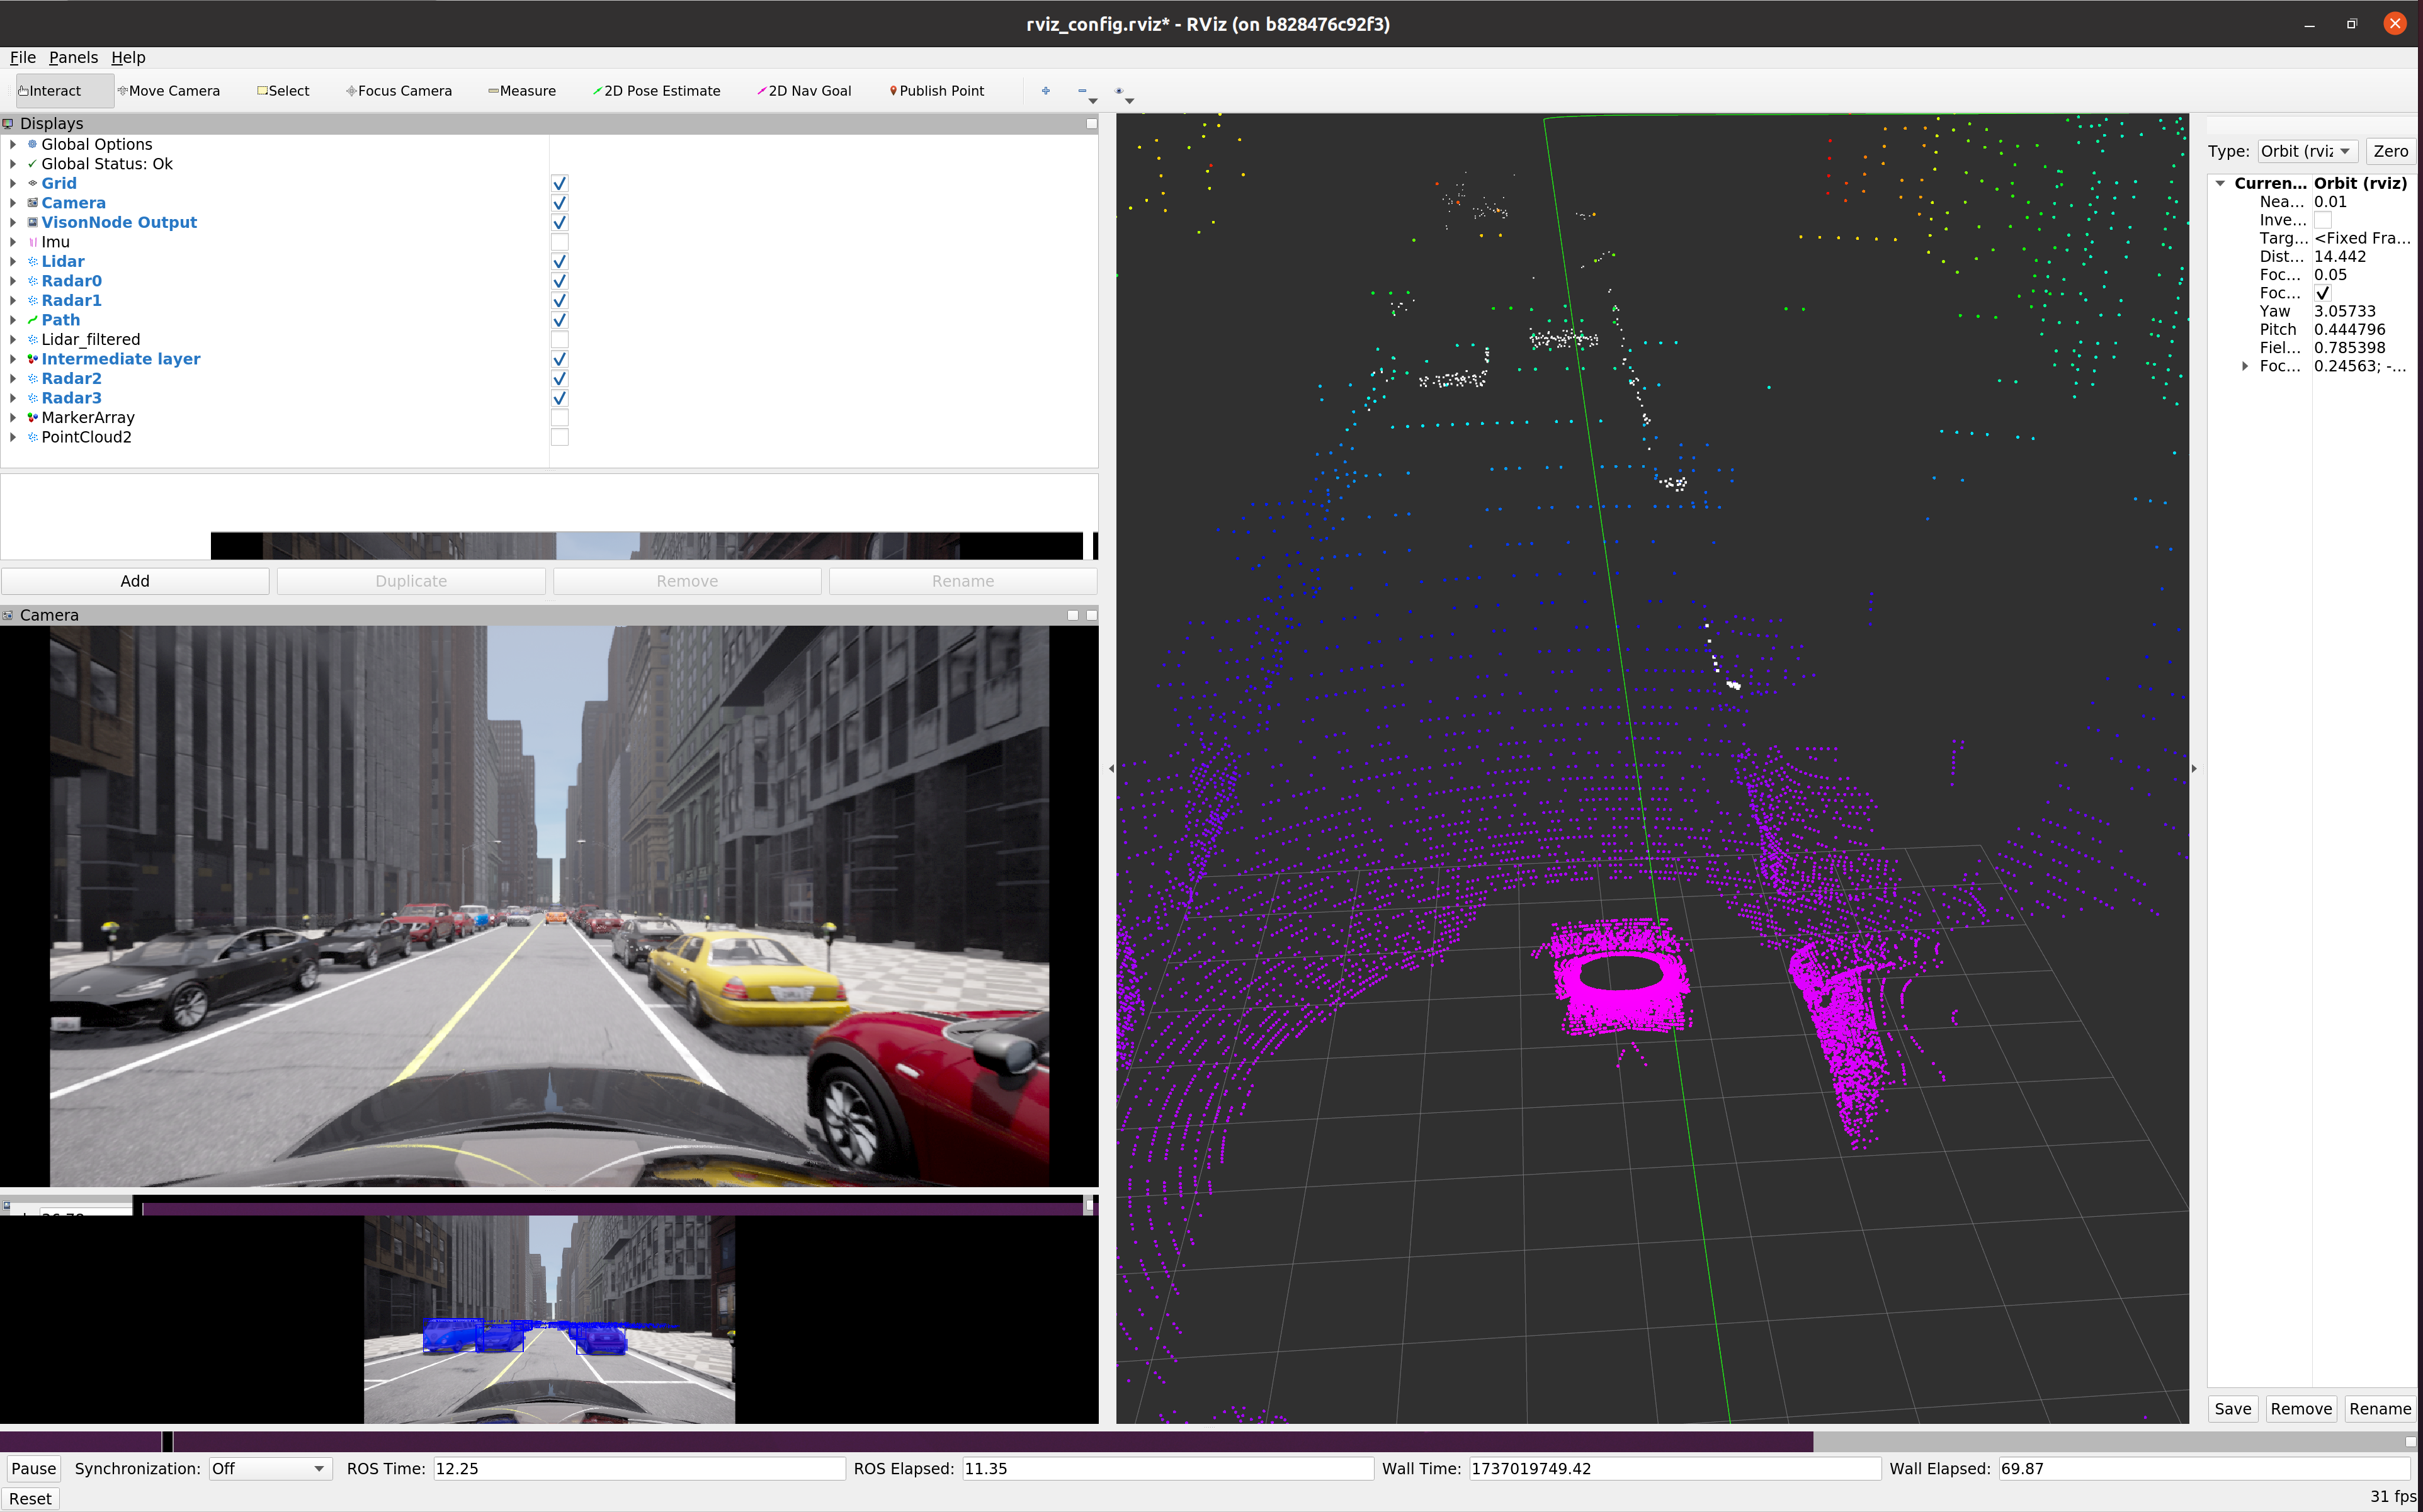 rviz_config.rviz* - RViz (on b828476c92f3)
File Panels Help
Interact Move Camera Select Focus Camera Measure 2D Pose Estimate 2D Nav Goal Publish Point
Displays
Global Options
Global Status: Ok
Grid
Camera
VisonNode Output
Imu
Lidar
Radar0
Radar1
Path
Lidar_filtered
Intermediate layer
Radar2
Radar3
MarkerArray
PointCloud2
Add Duplicate Remove Rename
Camera
Type: Orbit (rviz Zero
Curren... Orbit (rviz)
Nea... 0.01
Inve...
Targ... <Fixed Fra...
Dist... 14.442
Foc... 0.05
Foc...
Yaw 3.05733
Pitch 0.444796
Fiel... 0.785398
Foc... 0.24563; -...
Save Remove Rename
Pause Synchronization: Off ROS Time: 12.25 ROS Elapsed: 11.35 Wall Time: 1737019749.42 Wall Elapsed: 69.87
Reset 31 fps